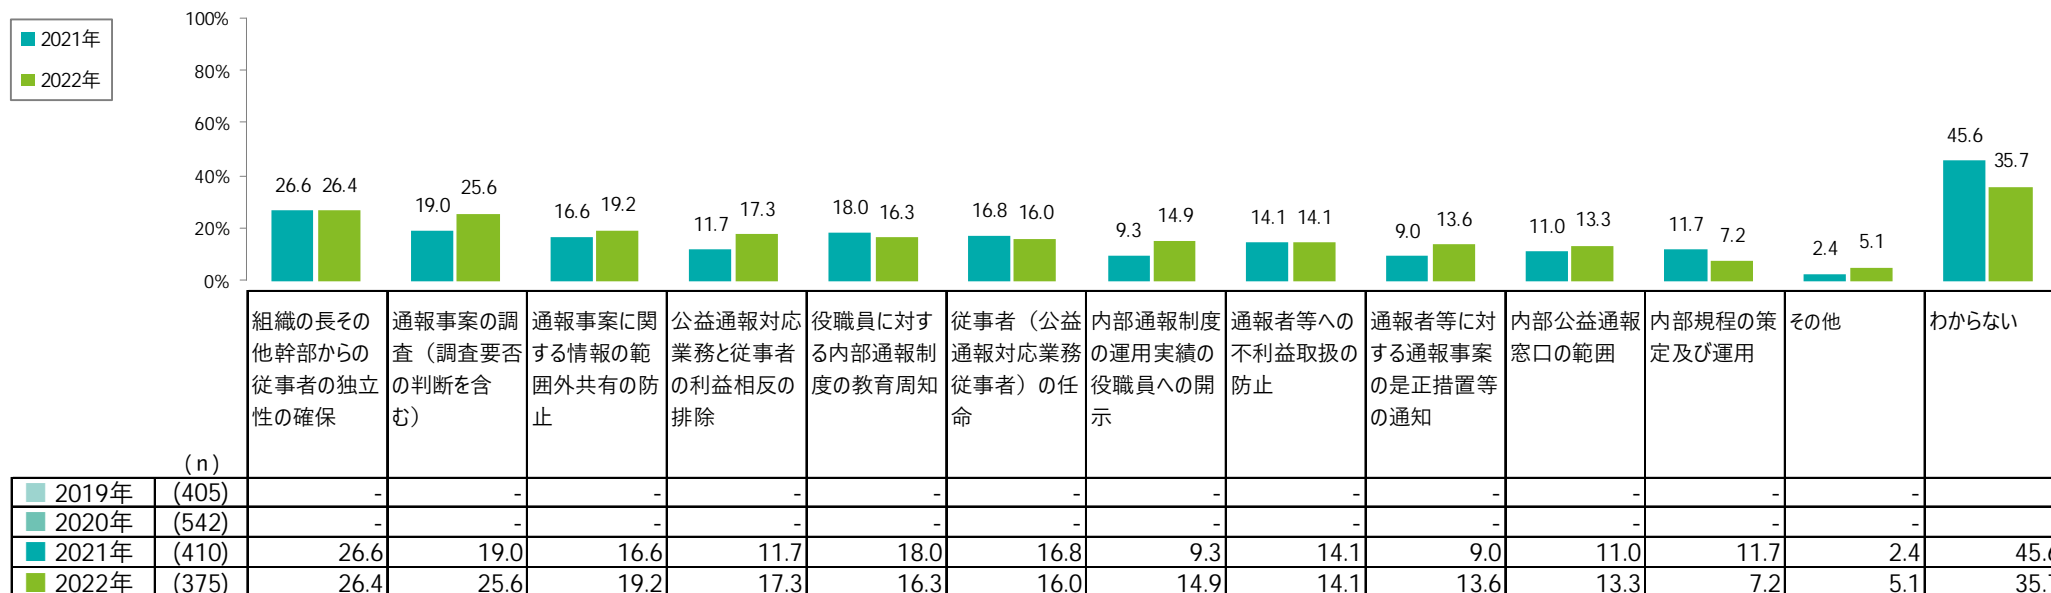 2021年
2022年
100%
80%
60%
40%
20%
0%
26.6 26.4
19.0 25.6
16.6 19.2
11.7 17.3
18.0 16.3
16.8 16.0
9.3 14.9
14.1 14.1
9.0 13.6
11.0 13.3
11.7 7.2
2.4 5.1
45.6 35.7
組織の長その
他幹部からの
従事者の独立
性の確保
通報事案の調
査（調査要否
の判断を含
む）
通報事案に関
する情報の範
囲外共有の防
止
公益通報対応
業務と従事者
の利益相反の
排除
役職員に対す
る内部通報制
度の教育周知
従事者（公益
通報対応業務
従事者）の任
命
内部通報制度
の運用実績の
役職員への開
示
通報者等への
不利益取扱の
防止
通報者等に対
する通報事案
の是正措置等
の通知
内部公益通報
窓口の範囲
内部規程の策
定及び運用
その他
わからない
(n)
2019年 (405) - - - - - - - - - - - -
2020年 (542) - - - - - - - - - - - -
2021年 (410) 26.6 19.0 16.6 11.7 18.0 16.8 9.3 14.1 9.0 11.0 11.7 2.4 45.6
2022年 (375) 26.4 25.6 19.2 17.3 16.3 16.0 14.9 14.1 13.6 13.3 7.2 5.1 35.7